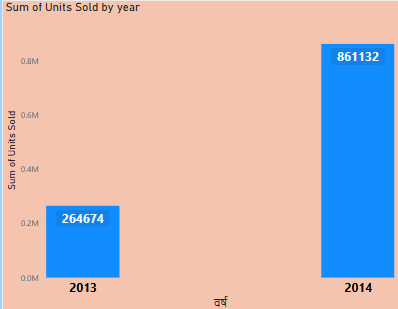 Sum of Units Sold by year
Sum of Units Sold
0.8M
0.6M
0.4M
0.2M
0.0M
264674
861132
2013
2014
वर्ष